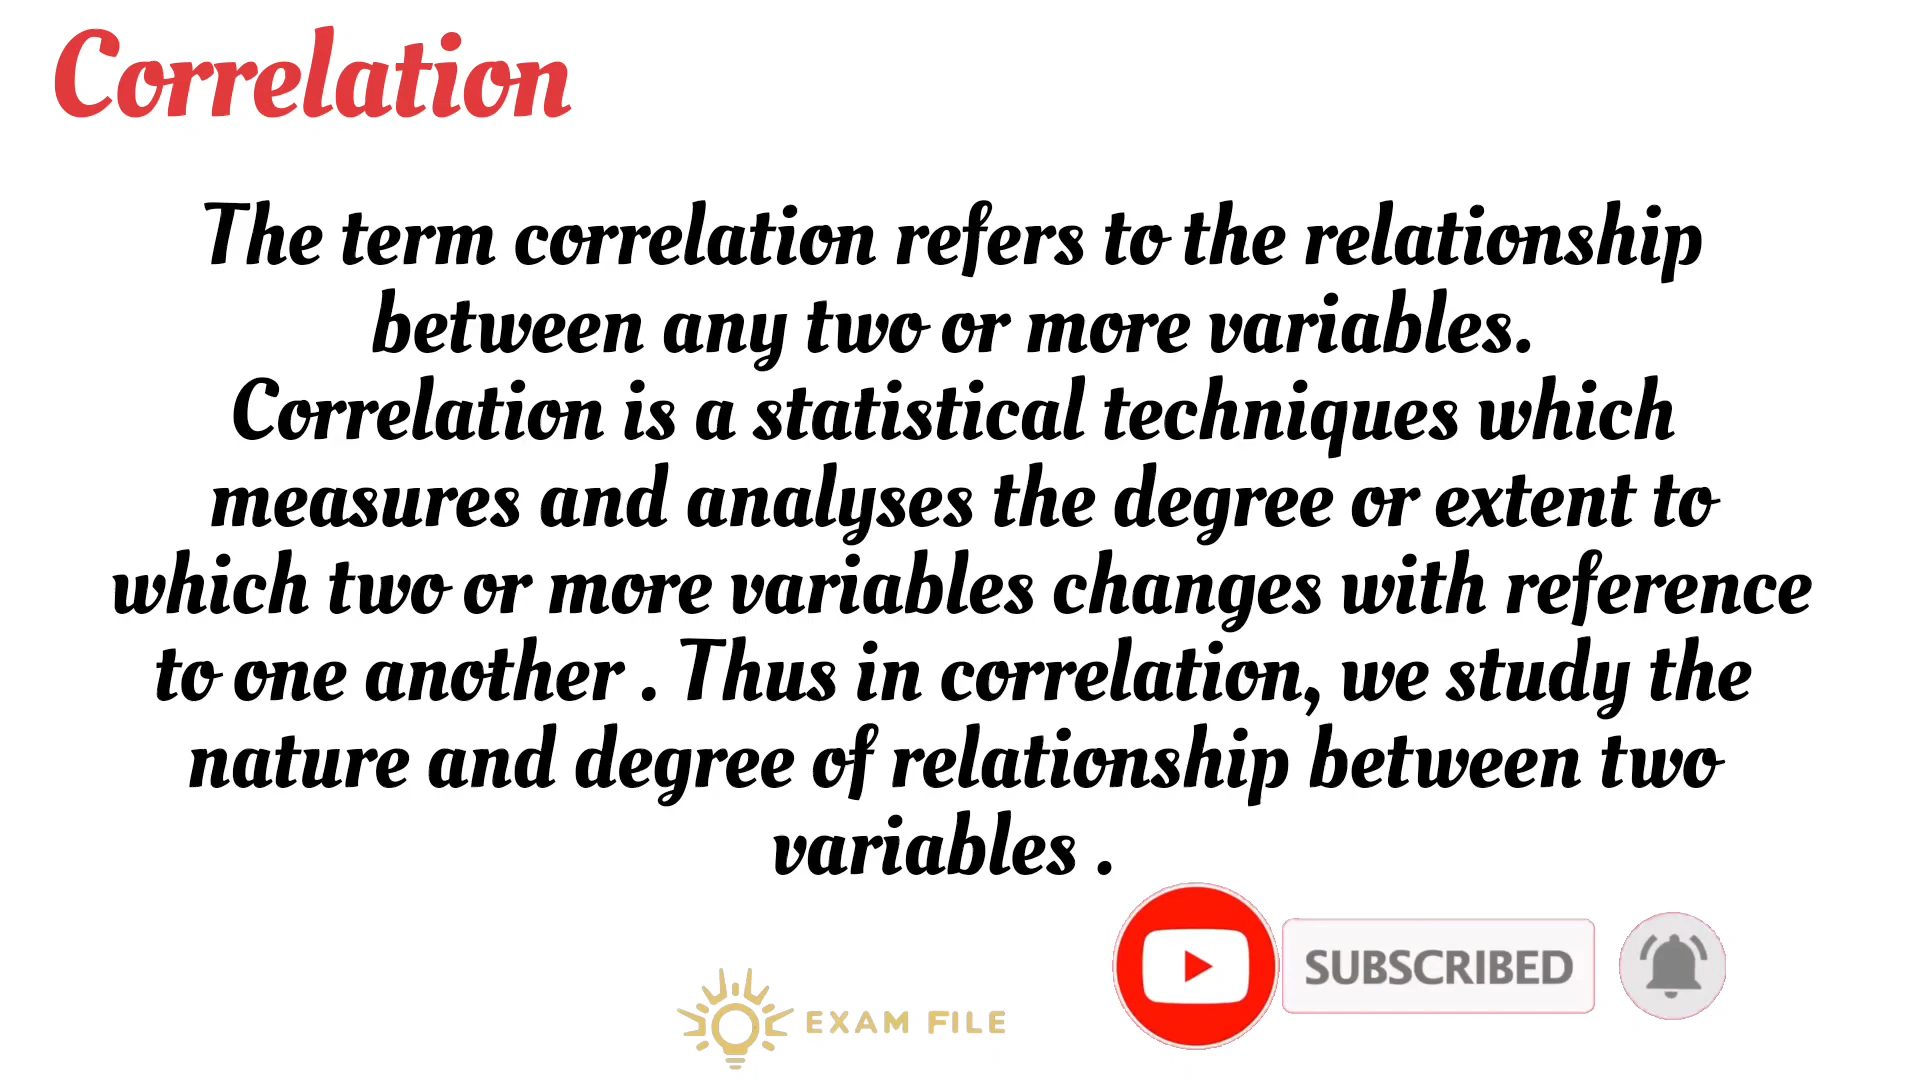 Correlation
The term correlation refers to the relationship
between any two or more variables.
Correlation is a statistical techniques which
measures and analyses the degree or extent to
which two or more variables changes with reference
to one another . Thus in correlation, we study the
nature and degree of relationship between two
variables .
SUBSCRIBED
EXAM FILE